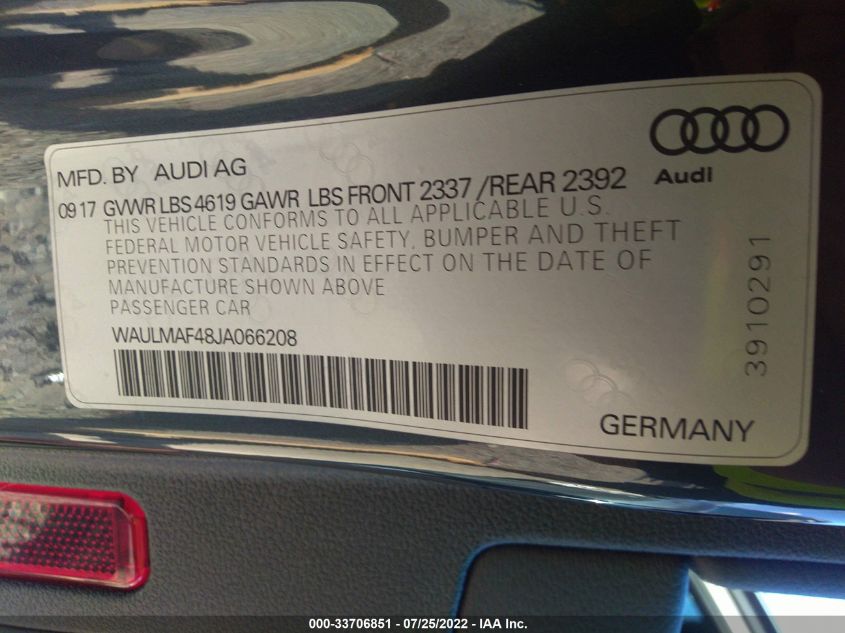 MFD. BY AUDI AG
Audi
09 17 GVWR LBS 4619 GAWR LBS FRONT 2337 /REAR 2392
THIS VEHICLE CONFORMS TO ALL APPLICABLE U.S.
FEDERAL MOTOR VEHICLE SAFETY, BUMPER AND THEFT
PREVENTION STANDARDS IN EFFECT ON THE DATE OF
MANUFACTURE SHOWN ABOVE
PASSENGER CAR
WAULMAF48JA066208
3910291
GERMANY
000-33706851 / 07/25/2022 - IAA Inc.